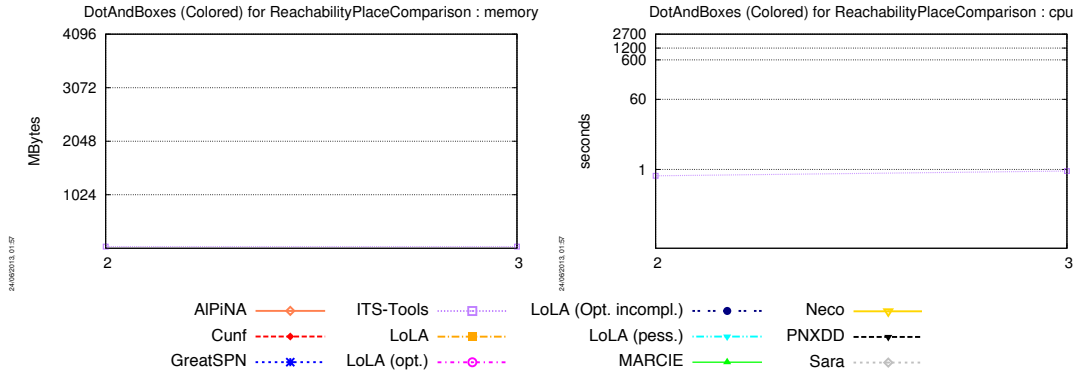 DotAndBoxes (Colored) for ReachabilityPlaceComparison : memory
4096
3072
2048
1024
MBytes
2
3
24/06/2013, 01:57
DotAndBoxes (Colored) for ReachabilityPlaceComparison : cpu
2700
1200
600
60
1
seconds
2
3
24/06/2013, 01:57
AlPiNA
Cunf
GreatSPN
ITS-Tools
LoLA
LoLA (opt.)
LoLA (Opt. incompl.)
LoLA (pess.)
MARCIE
Neco
PNXDD
Sara